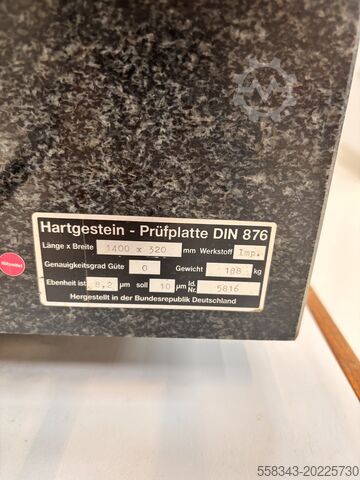 Hartgestein - Prüfplatte DIN 876
Länge x Breite 1400 x 320 mm Werkstoff Imp.
Genauigkeitsgrad Güte 0 Gewicht 188 kg
Ebenheit ist 8,2 µm soll 10 µm Id. Nr. 5816
Hergestellt in der Bundesrepublik Deutschland
558343-20225730